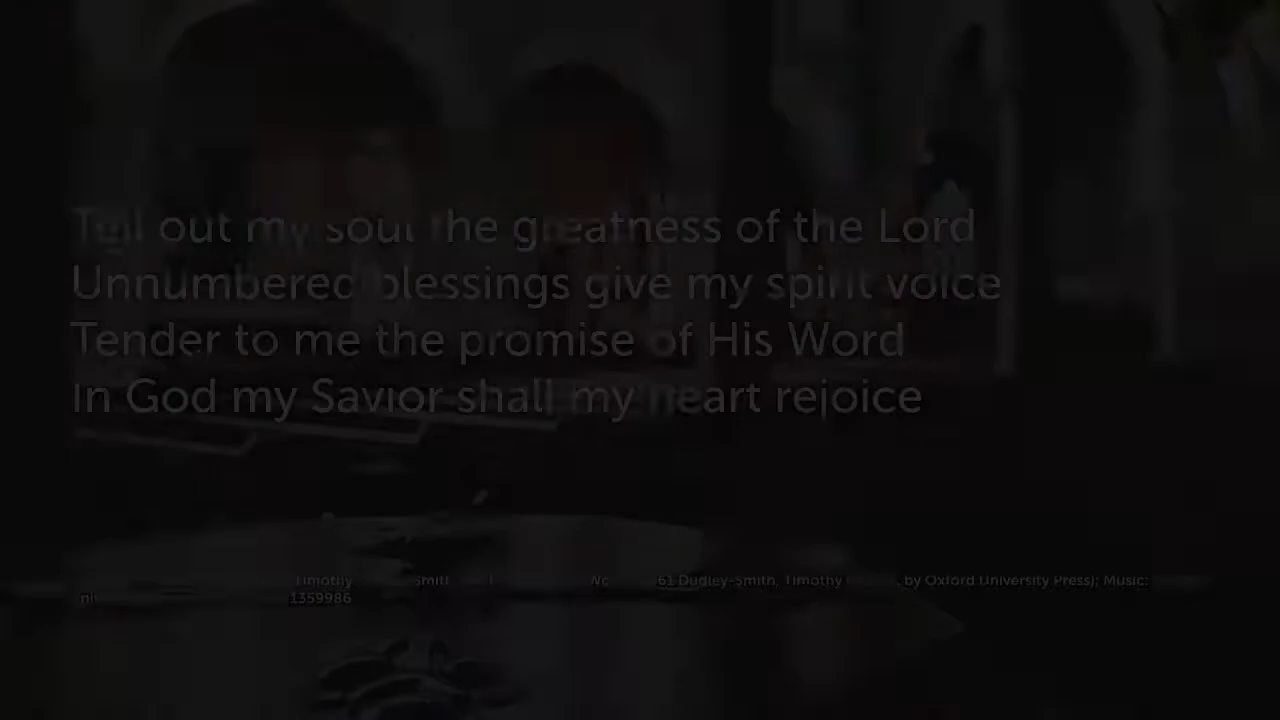 Tell out my soul the greatness of the Lord
Unnumbered blessings give my spirit voice
Tender to me the promise of His Word
In God my Savior shall my heart rejoice
Timothy 61 Dudley-Smith, Timothy , by Oxford University Press); Music:
1359986